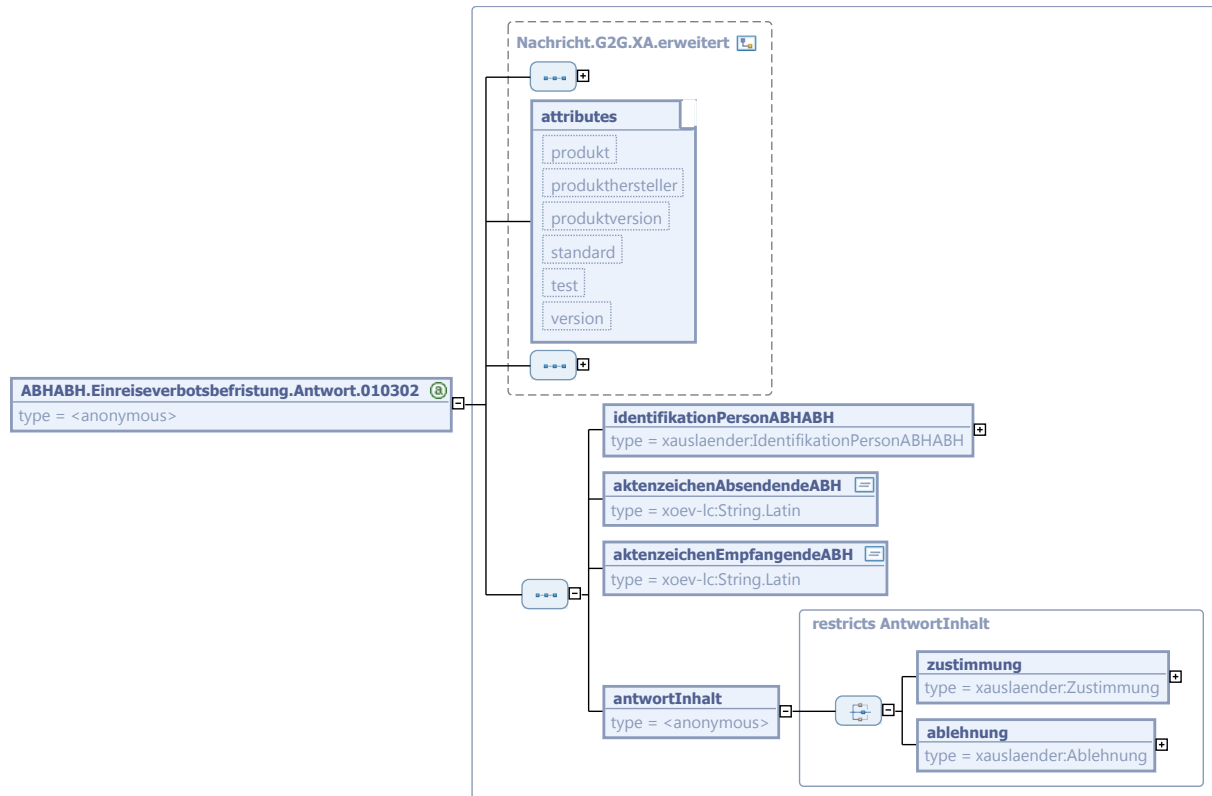 Nachricht.G2G.XA.erweitert
attributes
produkt
produkthersteller
produktversion
standard
test
version
ABHABH.Einreiseverbotsbefristung.Antwort.010302
type = <anonymous>
identifikationPersonABHABH
type = xauslaender:IdentifikationPersonABHABH
aktenzeichenAbsendendeABH
type = xoev-lc:String.Latin
aktenzeichenEmpfangendeABH
type = xoev-lc:String.Latin
restricts AntwortInhalt
zustimmung
type = xauslaender:Zustimmung
antwortInhalt
type = <anonymous>
ablehnung
type = xauslaender:Ablehnung